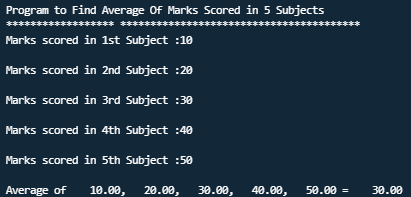 Program to Find Average Of Marks Scored in 5 Subjects
****************** ****************************************
Marks scored in 1st Subject :10
Marks scored in 2nd Subject :20
Marks scored in 3rd Subject :30
Marks scored in 4th Subject :40
Marks scored in 5th Subject :50
Average of    10.00,   20.00,   30.00,   40.00,   50.00 =    30.00